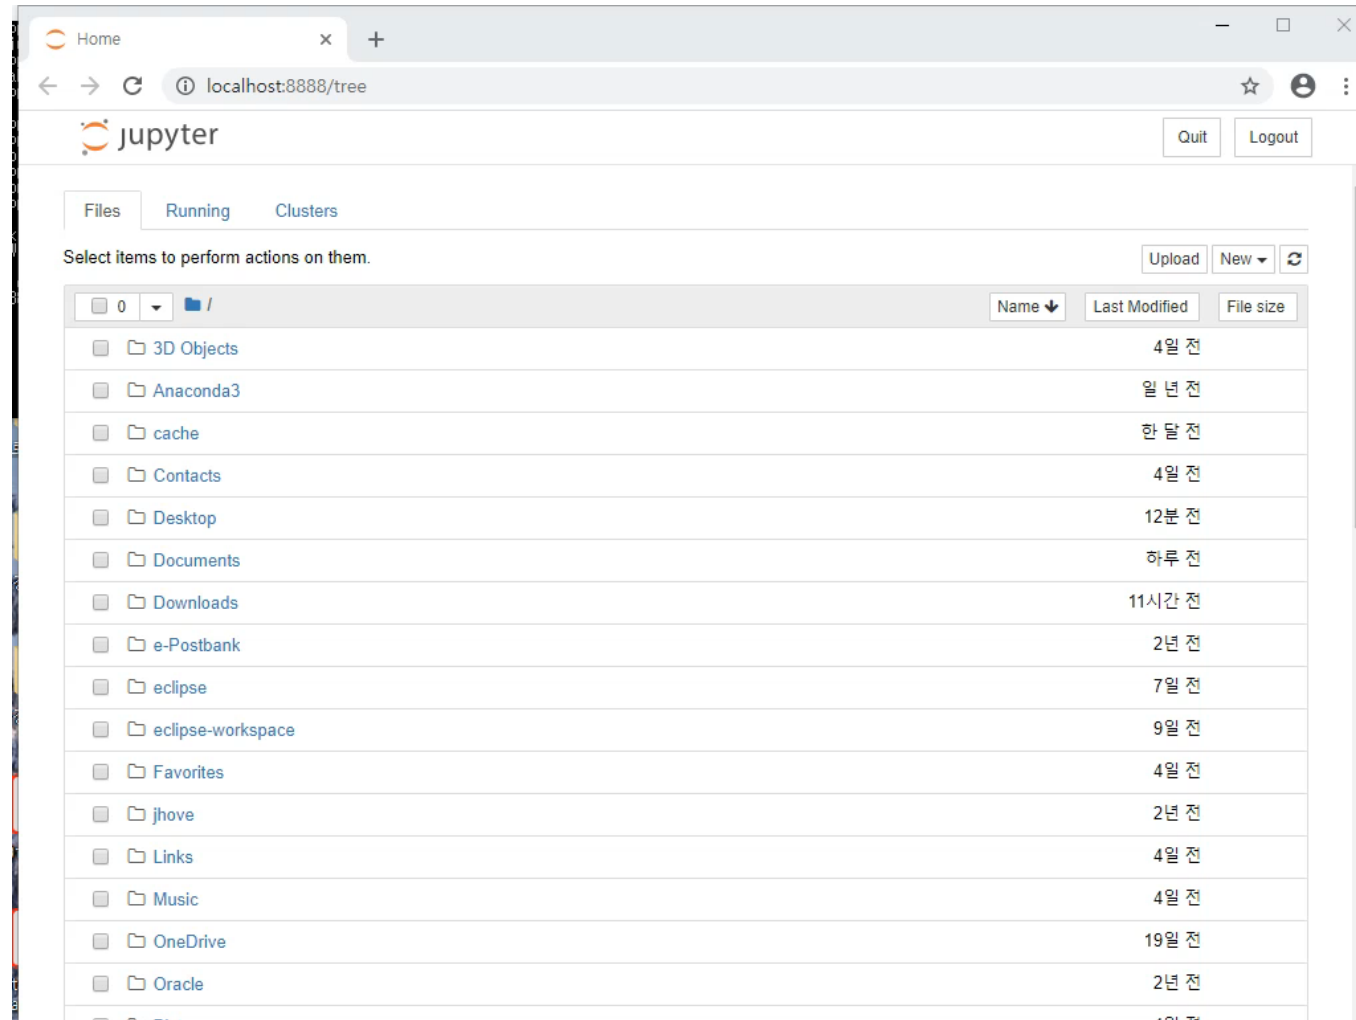 Home
localhost:8888/tree
jupyter
Quit Logout
Files Running Clusters
Select items to perform actions on them.
Upload New
0 / Name Last Modified File size
3D Objects 4일 전
Anaconda3 일 년 전
cache 한 달 전
Contacts 4일 전
Desktop 12분 전
Documents 하루 전
Downloads 11시간 전
e-Postbank 2년 전
eclipse 7일 전
eclipse-workspace 9일 전
Favorites 4일 전
jhove 2년 전
Links 4일 전
Music 4일 전
OneDrive 19일 전
Oracle 2년 전